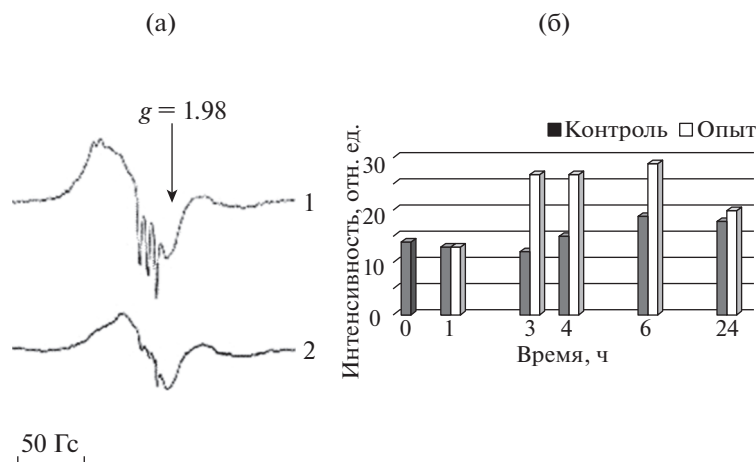 (а)
g = 1.98
1
2
50 Гс
(б)
Контроль Опыт
Интенсивность, отн. ед.
30
20
10
0
0 1 3 4 6 24
Время, ч